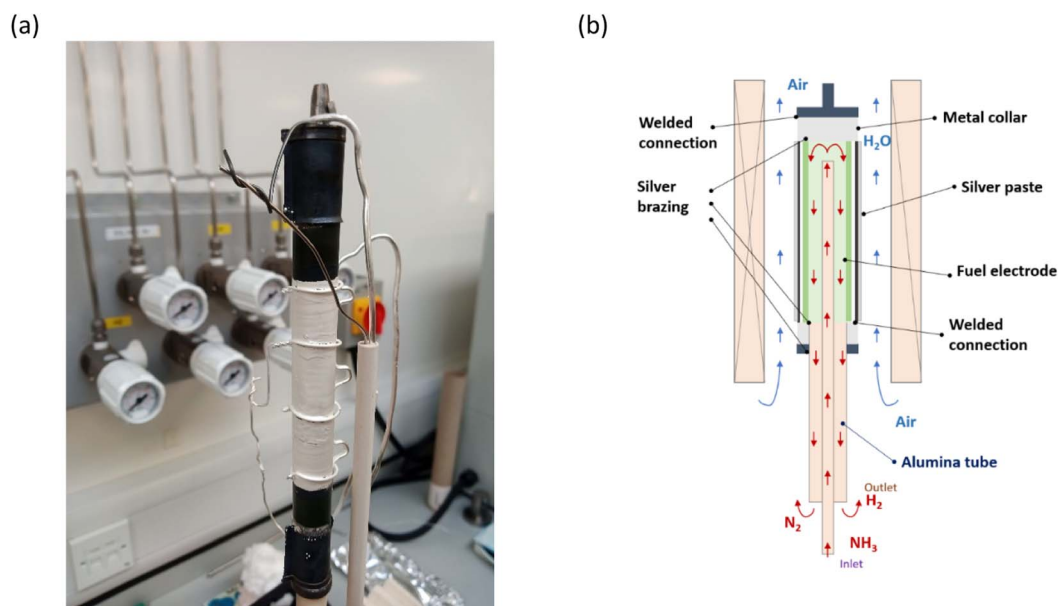 (a)
(b)
Air
Welded
connection
Metal collar
H₂O
Silver
brazing
Silver paste
Fuel electrode
Welded
connection
Air
Alumina tube
Outlet
H₂
N₂
NH₃
Inlet